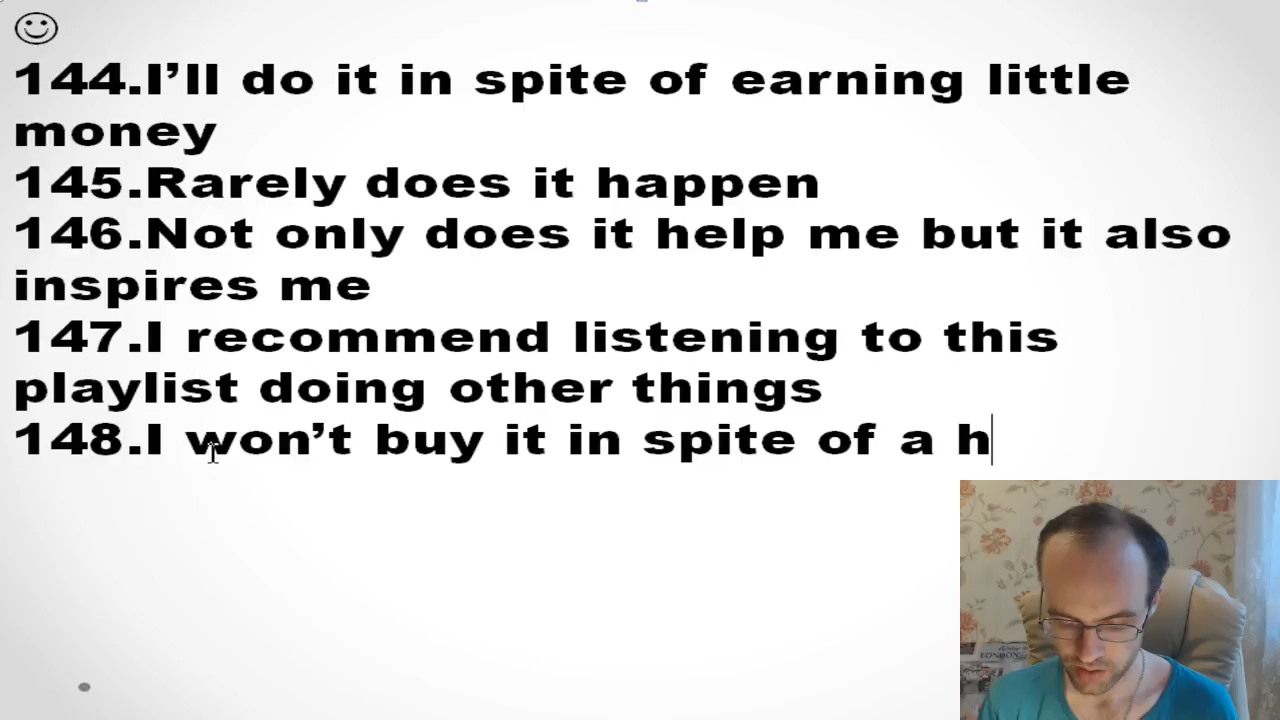 144.I’ll do it in spite of earning little
money
145.Rarely does it happen
146.Not only does it help me but it also
inspires me
147.I recommend listening to this
playlist doing other things
148.I won’t buy it in spite of a h
LONDON